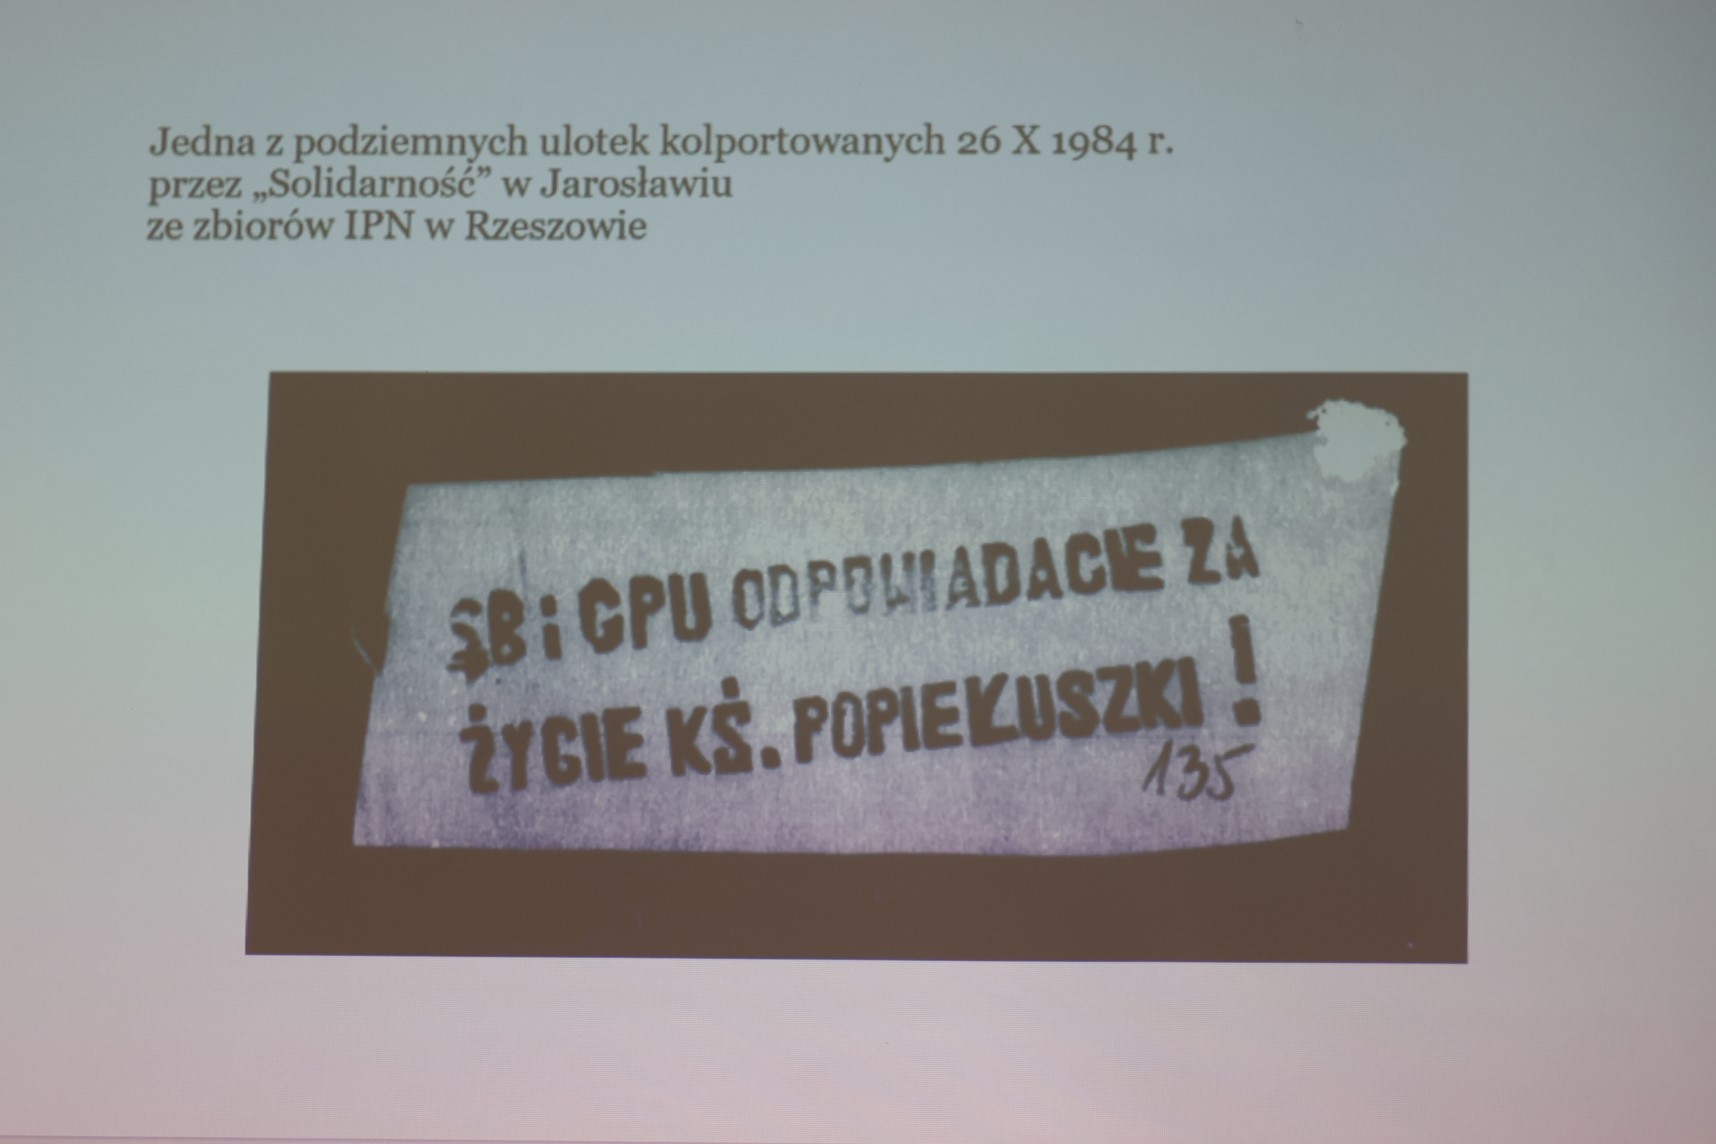 Jedna z podziemnych ulotek kolportowanych 26 X 1984 r.
przez „Solidarność” w Jarosławiu
ze zbiorów IPN w Rzeszowie
SB i GPU ODPOWIADACIE ZA
ŻYCIE KŚ. POPIEŁUSZKI !
135